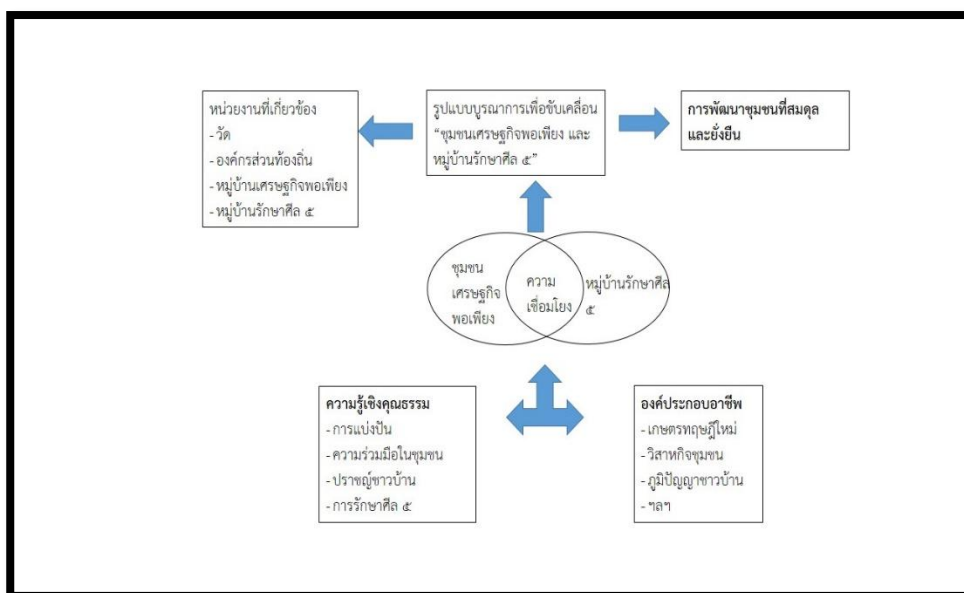 หน่วยงานที่เกี่ยวข้อง
-วัด
-องค์กรส่วนท้องถิ่น
-หมู่บ้านเศรษฐกิจพอเพียง
-หมู่บ้านรักษาศีล ๕
รูปแบบบูรณาการเพื่อขับเคลื่อน
“ชุมชนเศรษฐกิจพอเพียง และ
หมู่บ้านรักษาศีล ๕”
การพัฒนาชุมชนที่สมดุล
และยั่งยืน
ชุมชน
เศรษฐกิจ
พอเพียง
ความ
เชื่อมโยง
หมู่บ้านรักษาศีล
๕
ความรู้เชิงคุณธรรม
- การแบ่งปัน
- ความร่วมมือในชุมชน
- ปราชญ์ชาวบ้าน
- การรักษาศีล ๕
องค์ประกอบอาชีพ
- เกษตรทฤษฎีใหม่
- วิสาหกิจชุมชน
- ภูมิปัญญาชาวบ้าน
- ฯลฯ